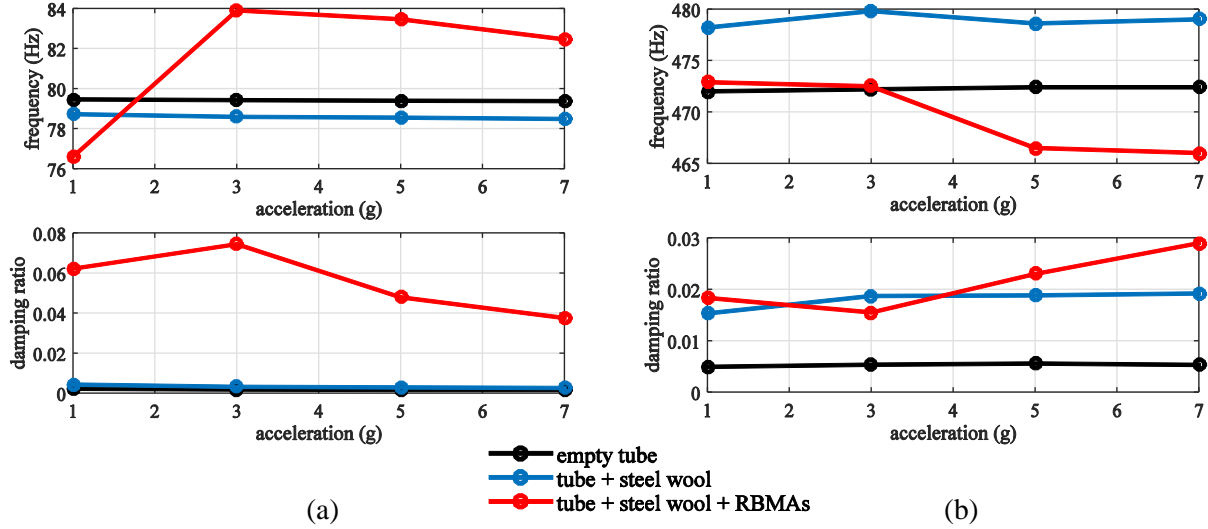 frequency (Hz)
84
82
80
78
76
1 2 3 4 5 6 7
acceleration (g)
damping ratio
0.08
0.06
0.04
0.02
0
1 2 3 4 5 6 7
acceleration (g)
frequency (Hz)
480
475
470
465
1 2 3 4 5 6 7
acceleration (g)
damping ratio
0.03
0.02
0.01
0
1 2 3 4 5 6 7
acceleration (g)
empty tube
tube + steel wool
tube + steel wool + RBMAs
(a)
(b)